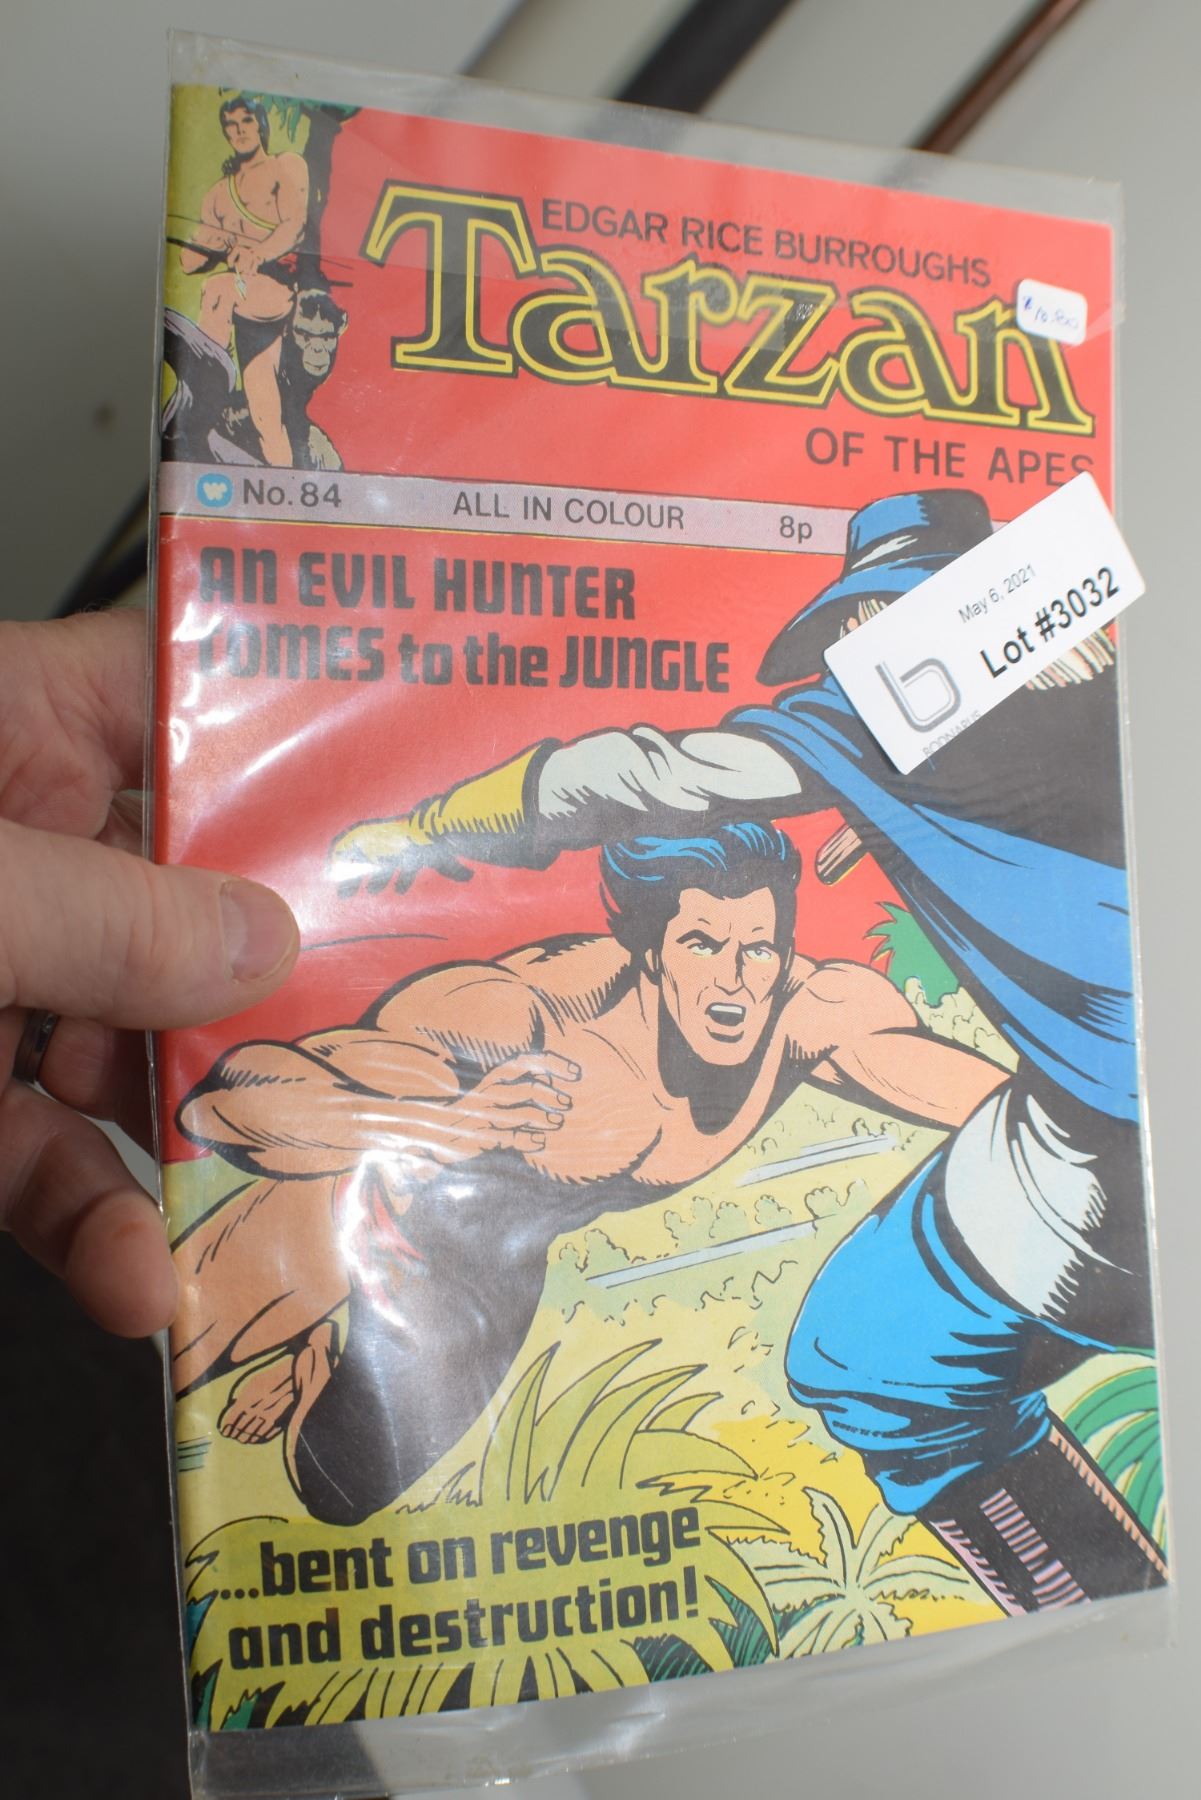 EDGAR RICE BURROUGHS
Tarzan
OF THE APES
No. 84 ALL IN COLOUR 8p
AN EVIL HUNTER
COMES to the JUNGLE
May 6, 2021
Lot #3032
b
BODNARUS
...bent on revenge
and destruction!